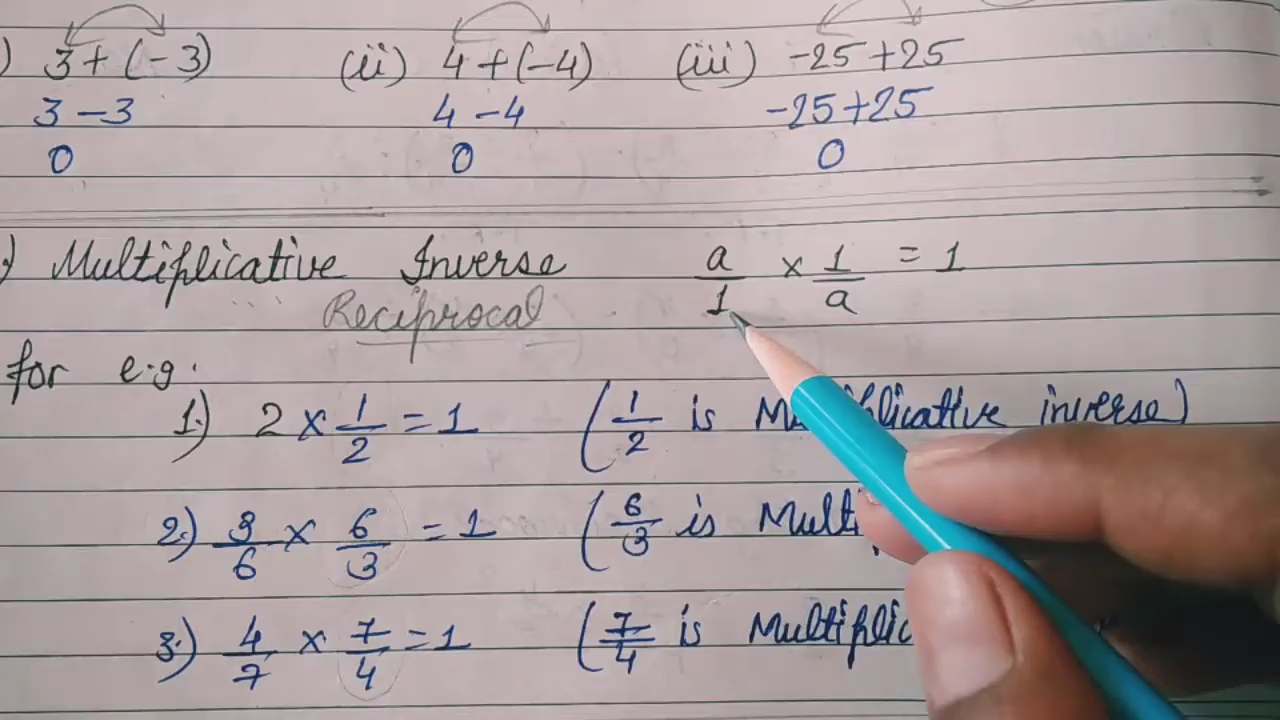 ) 3 + (-3) (ii) 4 + (-4) (iii) -25 + 25
3 - 3 4 - 4 -25 + 25
0 0 0
) Multiplicative Inverse a/1 × 1/a = 1
Reciprocal
for e.g.
1.) 2 × 1/2 = 1 (1/2 is Multiplicative inverse)
2.) 3/6 × 6/3 = 1 (6/3 is Multi
3.) 4/7 × 7/4 = 1 (7/4 is Multiplic